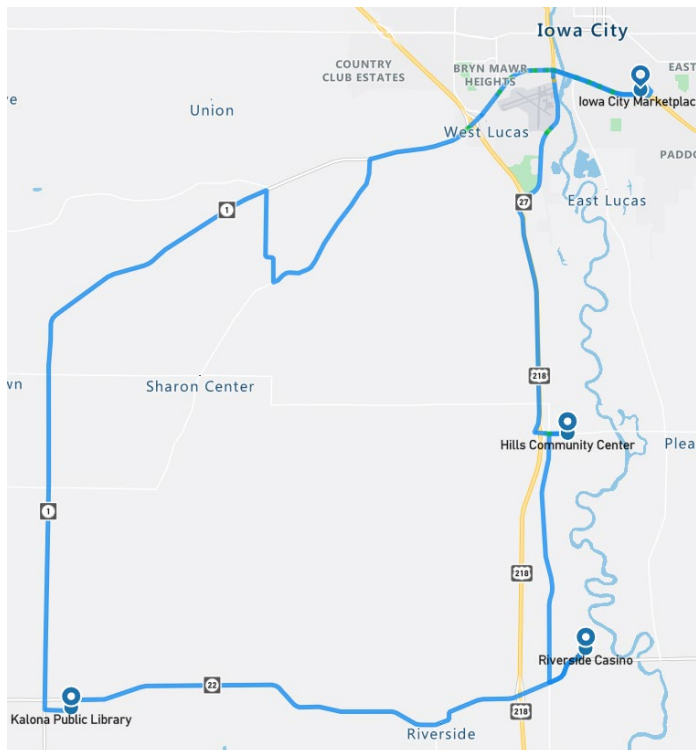 Iowa City
COUNTRY
CLUB ESTATES
BRYN MAWR
HEIGHTS
EAST
Iowa City Marketplac
e
Union
West Lucas
PADDO
27
East Lucas
1
218
wn
Sharon Center
Hills Community Center
Plea
1
218
Riverside Casino
22
Kalona Public Library
218
Riverside